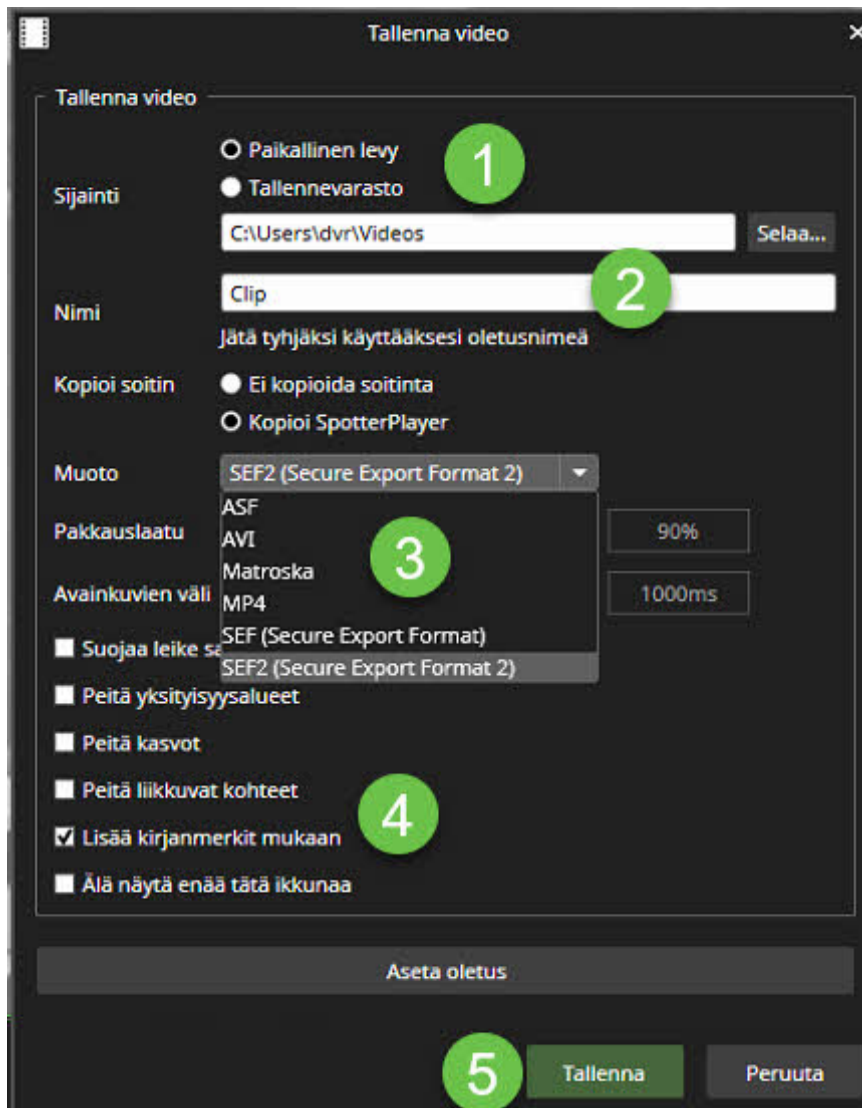 Tallenna video
Tallenna video
Paikallinen levy
1
Sijainti
Tallennevarasto
C:\Users\dvr\Videos
Selaa...
Nimi
Clip
2
Jätä tyhjäksi käyttääksesi oletusnimeä
Kopioi soitin
Ei kopioida soitinta
Kopioi SpotterPlayer
Muoto
SEF2 (Secure Export Format 2)
ASF
Pakkauslaatu
AVI
3
90%
Matroska
Avainkuvien väli
MP4
1000ms
Suojaa leike
SEF (Secure Export Format)
SEF2 (Secure Export Format 2)
Peitä yksityisyysalueet
Peitä kasvot
Peitä liikkuvat kohteet
4
Lisää kirjanmerkit mukaan
Älä näytä enää tätä ikkunaa
Aseta oletus
5
Tallenna
Peruuta